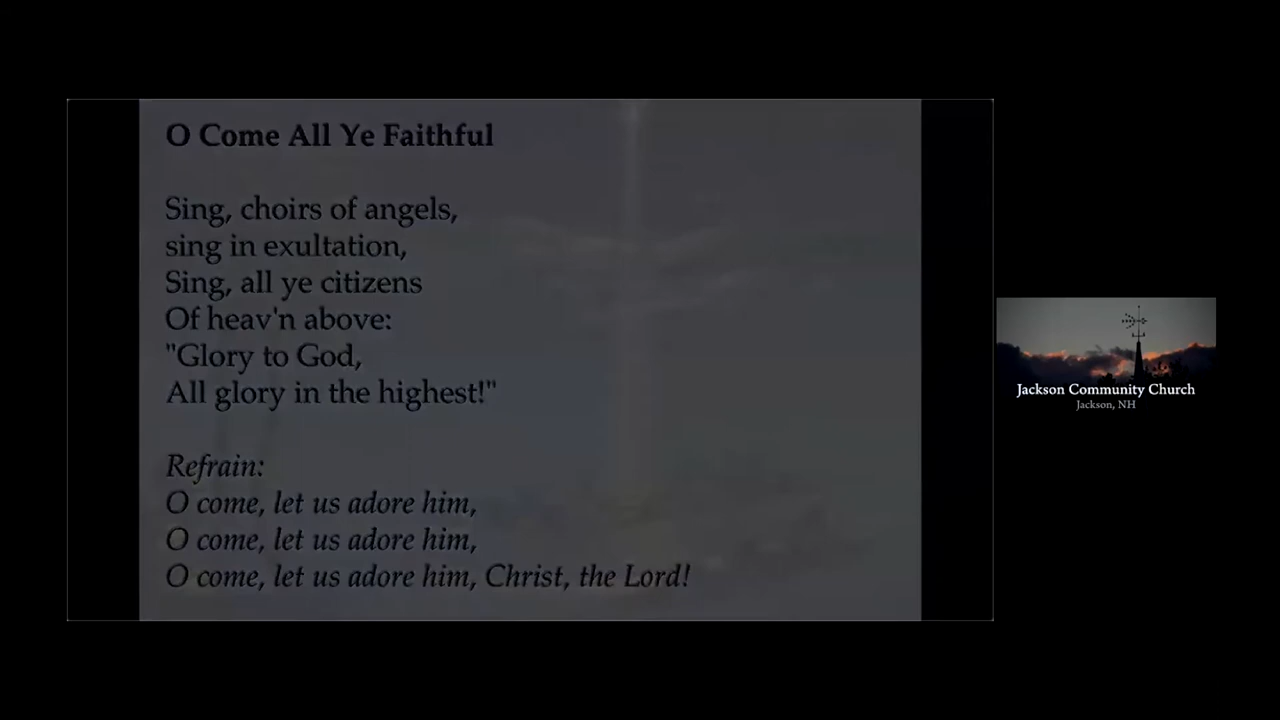 O Come All Ye Faithful
Sing, choirs of angels,
sing in exultation,
Sing, all ye citizens
Of heav'n above:
"Glory to God,
All glory in the highest!"
Refrain:
O come, let us adore him,
O come, let us adore him,
O come, let us adore him, Christ, the Lord!
Jackson Community Church
Jackson, NH